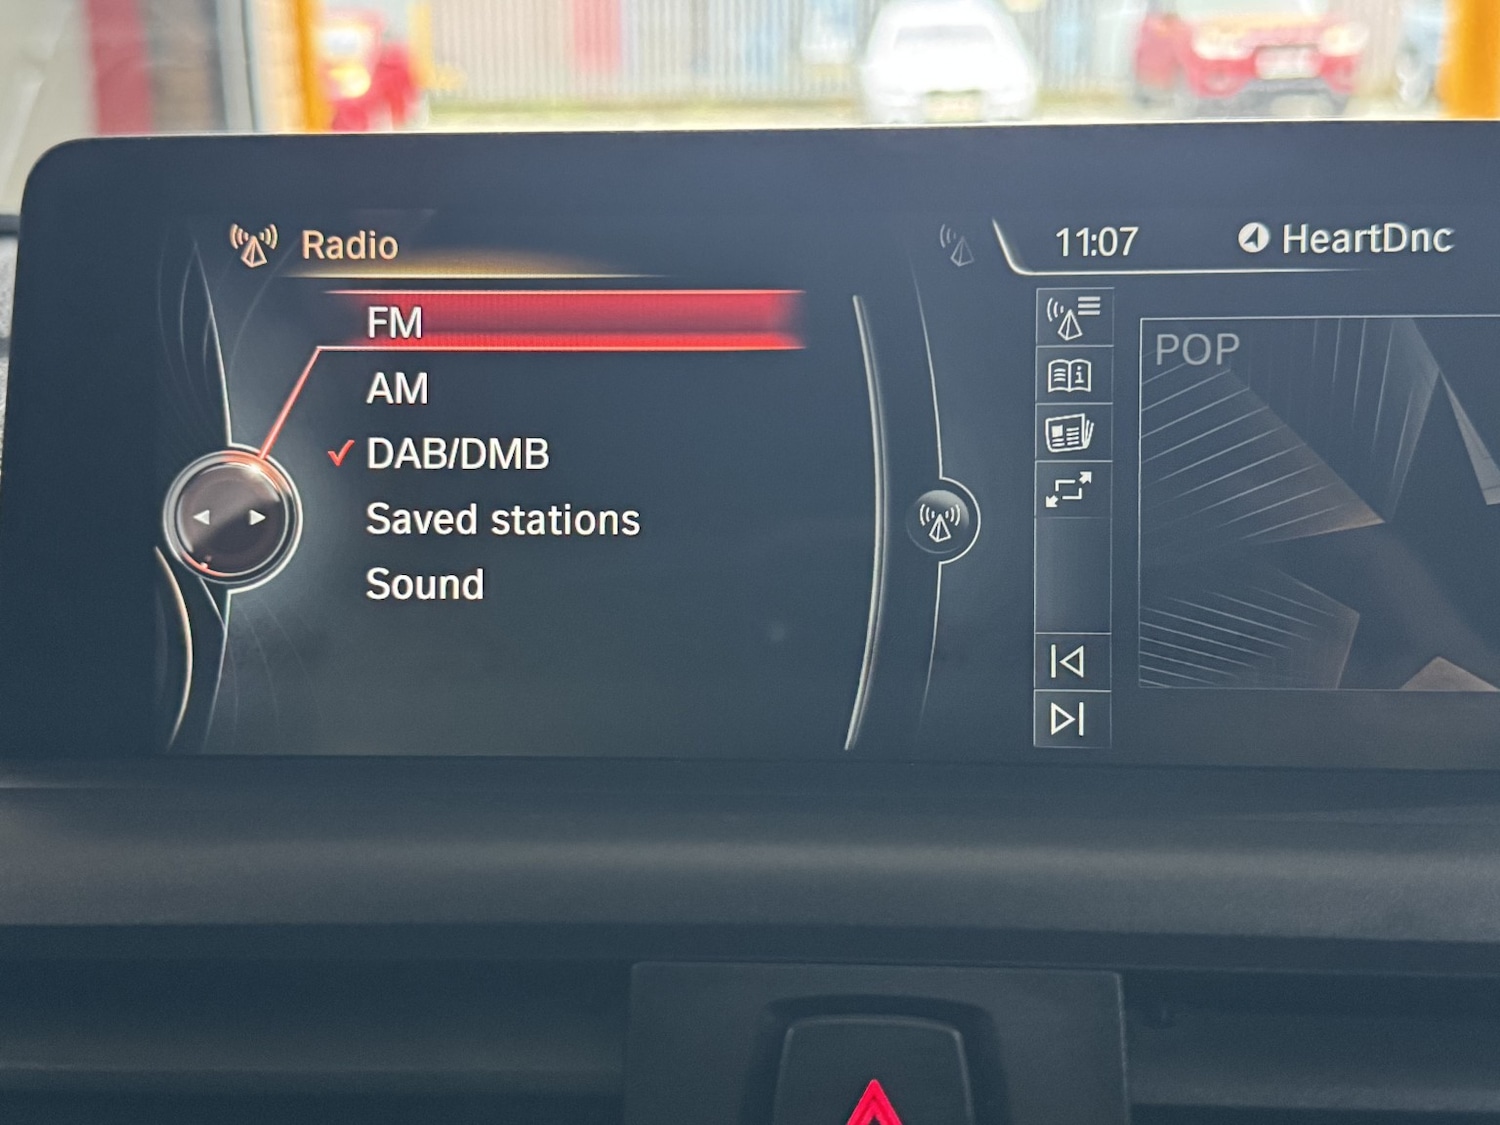 Radio
11:07
HeartDnc
FM
AM
DAB/DMB
Saved stations
Sound
POP